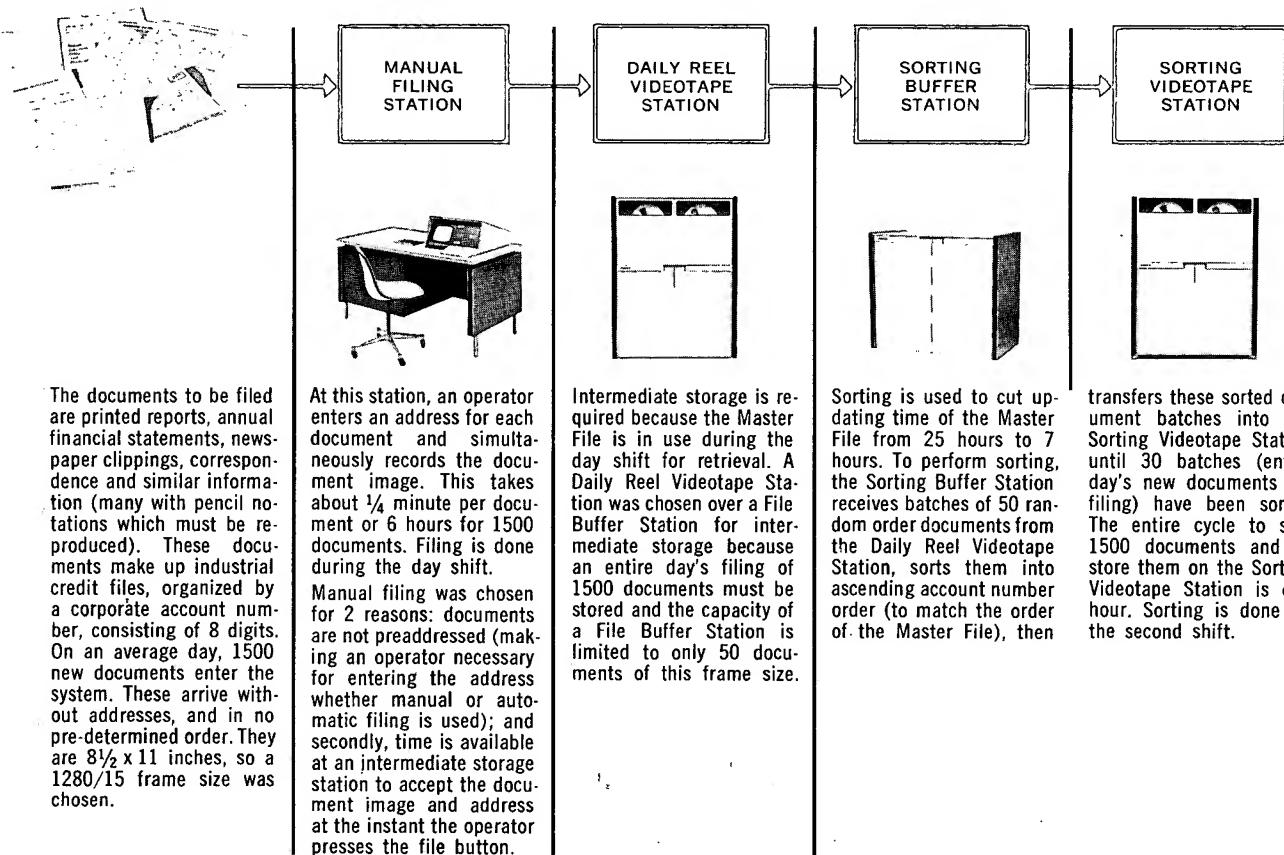 MANUAL
FILING
STATION
DAILY REEL
VIDEOTAPE
STATION
SORTING
BUFFER
STATION
SORTING
VIDEOTAPE
STATION
The documents to be filed
are printed reports, annual
financial statements, news-
paper clippings, correspon-
dence and similar informa-
tion (many with pencil no-
tations which must be re-
produced). These docu-
ments make up industrial
credit files, organized by
a corporate account num-
ber, consisting of 8 digits.
On an average day, 1500
new documents enter the
system. These arrive with-
out addresses, and in no
pre-determined order. They
are 8½ x 11 inches, so a
1280/15 frame size was
chosen.
At this station, an operator
enters an address for each
document and simulta-
neously records the docu-
ment image. This takes
about ¼ minute per docu-
ment or 6 hours for 1500
documents. Filing is done
during the day shift.
Manual filing was chosen
for 2 reasons: documents
are not preaddressed (mak-
ing an operator necessary
for entering the address
whether manual or auto-
matic filing is used); and
secondly, time is available
at an intermediate storage
station to accept the docu-
ment image and address
at the instant the operator
presses the file button.
Intermediate storage is re-
quired because the Master
File is in use during the
day shift for retrieval. A
Daily Reel Videotape Sta-
tion was chosen over a File
Buffer Station for inter-
mediate storage because
an entire day's filing of
1500 documents must be
stored and the capacity of
a File Buffer Station is
limited to only 50 docu-
ments of this frame size.
Sorting is used to cut up-
dating time of the Master
File from 25 hours to 7
hours. To perform sorting,
the Sorting Buffer Station
receives batches of 50 ran-
dom order documents from
the Daily Reel Videotape
Station, sorts them into
ascending account number
order (to match the order
of the Master File), then
transfers these sorted
ument batches into
Sorting Videotape
until 30 batches
day's new documents
filing) have been
The entire cycle to
1500 documents and
store them on the
Videotape Station is
hour. Sorting is done
the second shift.